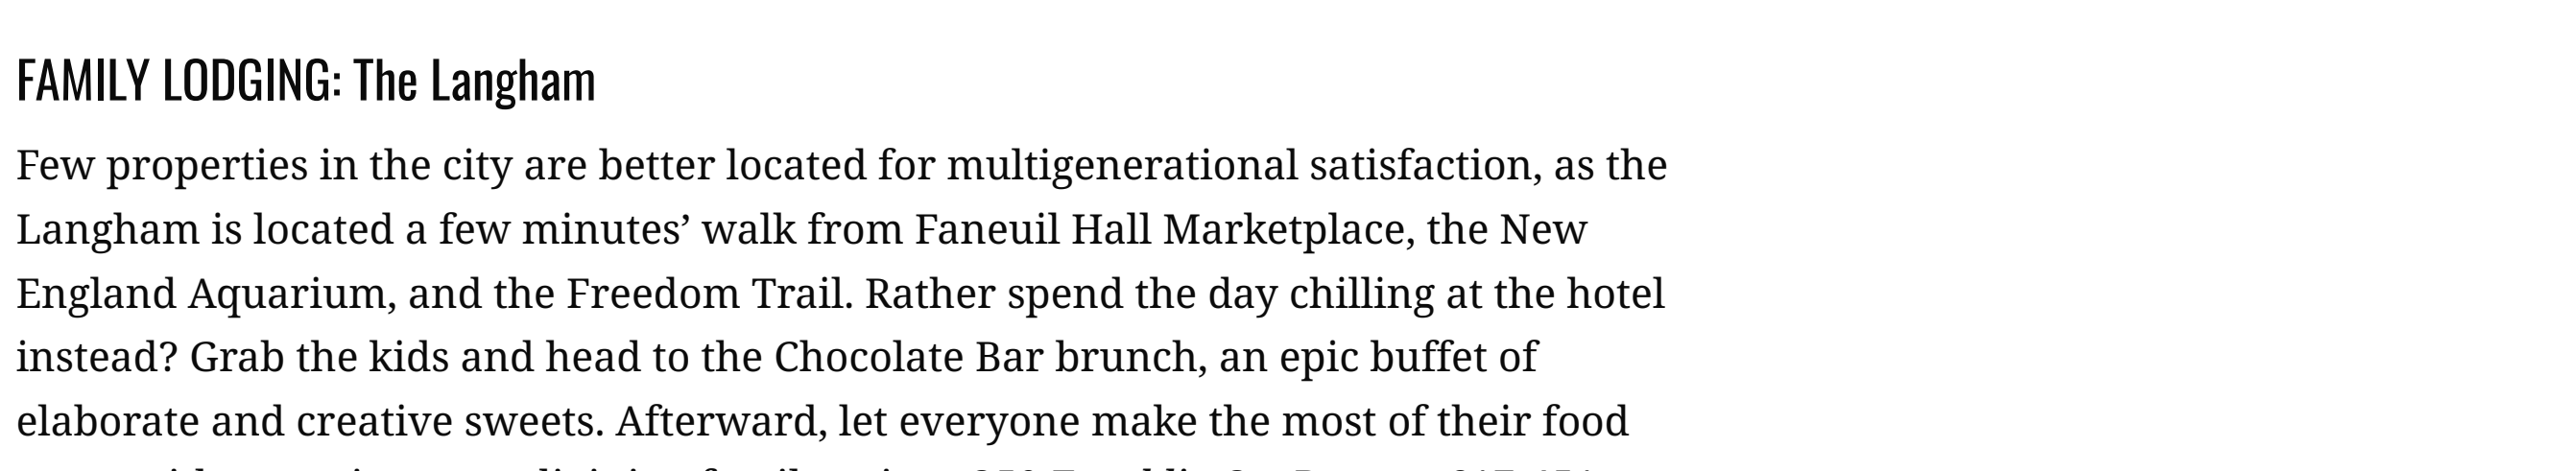 FAMILY LODGING: The Langham
Few properties in the city are better located for multigenerational satisfaction, as the
Langham is located a few minutes’ walk from Faneuil Hall Marketplace, the New
England Aquarium, and the Freedom Trail. Rather spend the day chilling at the hotel
instead? Grab the kids and head to the Chocolate Bar brunch, an epic buffet of
elaborate and creative sweets. Afterward, let everyone make the most of their food